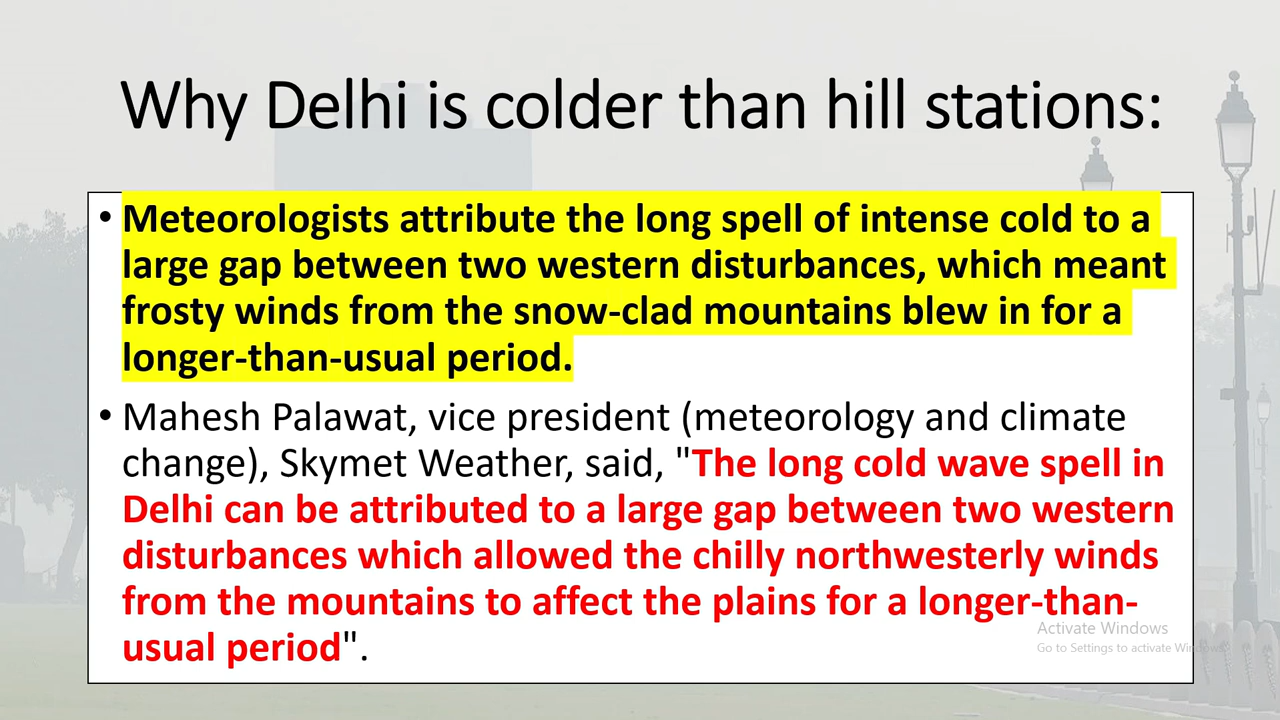 Why Delhi is colder than hill stations:
• Meteorologists attribute the long spell of intense cold to a
large gap between two western disturbances, which meant
frosty winds from the snow-clad mountains blew in for a
longer-than-usual period.
• Mahesh Palawat, vice president (meteorology and climate
change), Skymet Weather, said, "The long cold wave spell in
Delhi can be attributed to a large gap between two western
disturbances which allowed the chilly northwesterly winds
from the mountains to affect the plains for a longer-than-
usual period".
Activate Windows
Go to Settings to activate Windows.